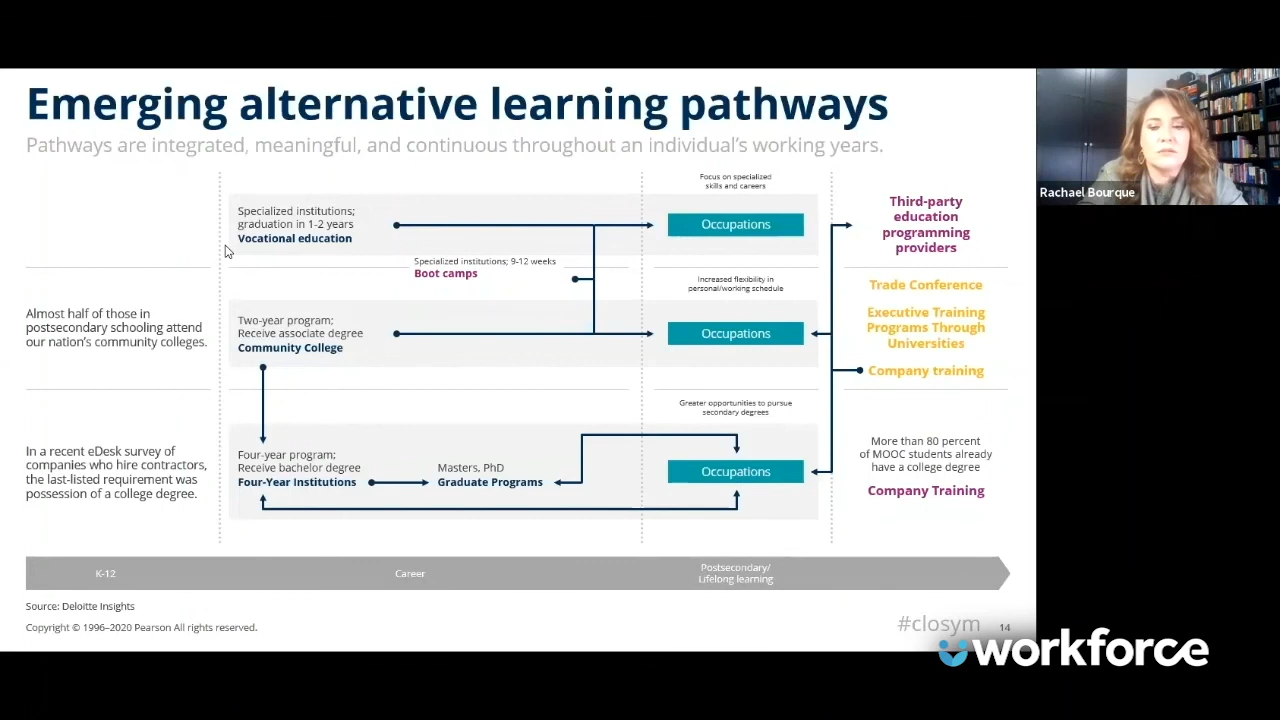 Emerging alternative learning pathways
Pathways are integrated, meaningful, and continuous throughout an individual's working years.
Rachael Bourque
Focus on specialized
skills and careers
Specialized institutions;
graduation in 1-2 years
Vocational education
Occupations
Third-party
education
programming
providers
Specialized institutions; 9-12 weeks
Boot camps
Increased flexibility in
personal/working schedule
Trade Conference
Almost half of those in
postsecondary schooling attend
our nation's community colleges.
Two-year program;
Receive associate degree
Community College
Occupations
Executive Training
Programs Through
Universities
Company training
Greater opportunities to pursue
secondary degrees
In a recent eDesk survey of
companies who hire contractors,
the last-listed requirement was
possession of a college degree.
Four-year program;
Receive bachelor degree
Four-Year Institutions
Masters, PhD
Graduate Programs
Occupations
More than 80 percent
of MOOC students already
have a college degree
Company Training
K-12
Career
Postsecondary/
Lifelong learning
Source: Deloitte Insights
Copyright © 1996–2020 Pearson All rights reserved.
#closym
14
workforce